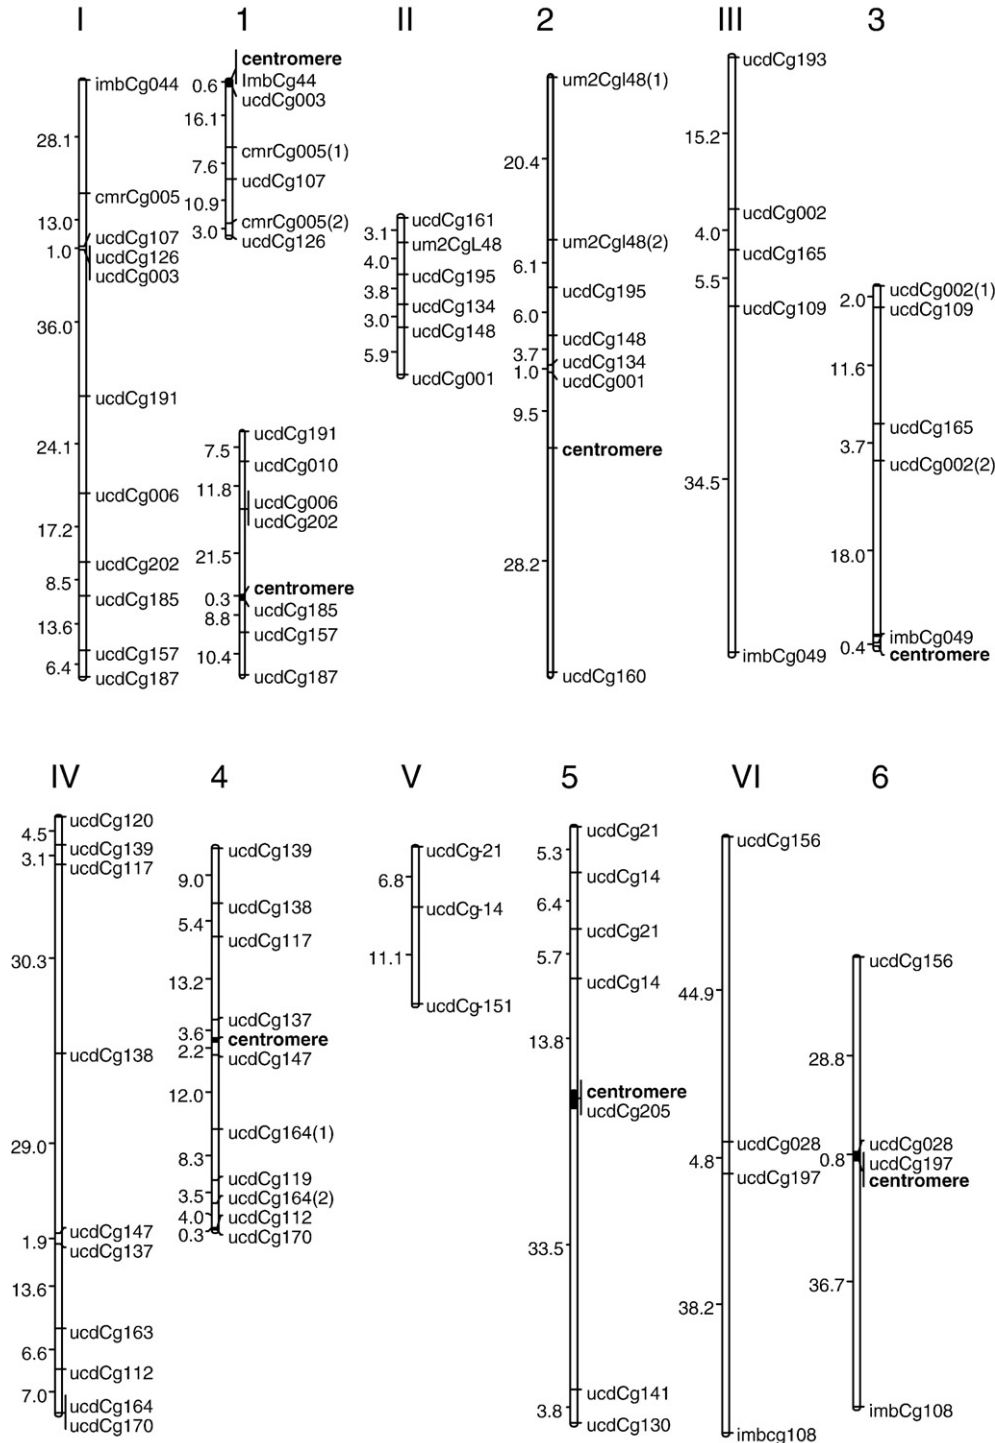 I
imbCg044
28.1
cmrCg005
13.0
ucdCg107
1.0
ucdCg126
ucdCg003
36.0
ucdCg191
24.1
ucdCg006
17.2
ucdCg202
8.5
ucdCg185
13.6
ucdCg157
6.4
ucdCg187
1
centromere
0.6
ImbCg44
ucdCg003
16.1
cmrCg005(1)
7.6
ucdCg107
10.9
cmrCg005(2)
3.0
ucdCg126
ucdCg191
7.5
ucdCg010
11.8
ucdCg006
ucdCg202
21.5
centromere
0.3
ucdCg185
8.8
ucdCg157
10.4
ucdCg187
II
ucdCg161
3.1
um2CgL48
4.0
ucdCg195
3.8
ucdCg134
3.0
ucdCg148
5.9
ucdCg001
2
um2Cgl48(1)
20.4
um2Cgl48(2)
6.1
ucdCg195
6.0
ucdCg148
3.7
ucdCg134
1.0
ucdCg001
9.5
centromere
28.2
ucdCg160
III
ucdCg193
15.2
ucdCg002
4.0
ucdCg165
5.5
ucdCg109
34.5
imbCg049
3
ucdCg002(1)
2.0
ucdCg109
11.6
ucdCg165
3.7
ucdCg002(2)
18.0
imbCg049
0.4
centromere
IV
ucdCg120
4.5
ucdCg139
3.1
ucdCg117
30.3
ucdCg138
29.0
ucdCg147
1.9
ucdCg137
13.6
ucdCg163
6.6
ucdCg112
7.0
ucdCg164
ucdCg170
4
ucdCg139
9.0
ucdCg138
5.4
ucdCg117
13.2
ucdCg137
3.6
centromere
2.2
ucdCg147
12.0
ucdCg164(1)
8.3
ucdCg119
3.5
ucdCg164(2)
4.0
ucdCg112
0.3
ucdCg170
V
ucdCg-21
6.8
ucdCg-14
11.1
ucdCg-151
5
ucdCg21
5.3
ucdCg14
6.4
ucdCg21
5.7
ucdCg14
13.8
centromere
ucdCg205
33.5
ucdCg141
3.8
ucdCg130
VI
ucdCg156
44.9
ucdCg028
4.8
ucdCg197
38.2
imbcg108
6
ucdCg156
28.8
ucdCg028
0.8
ucdCg197
centromere
36.7
imbCg108